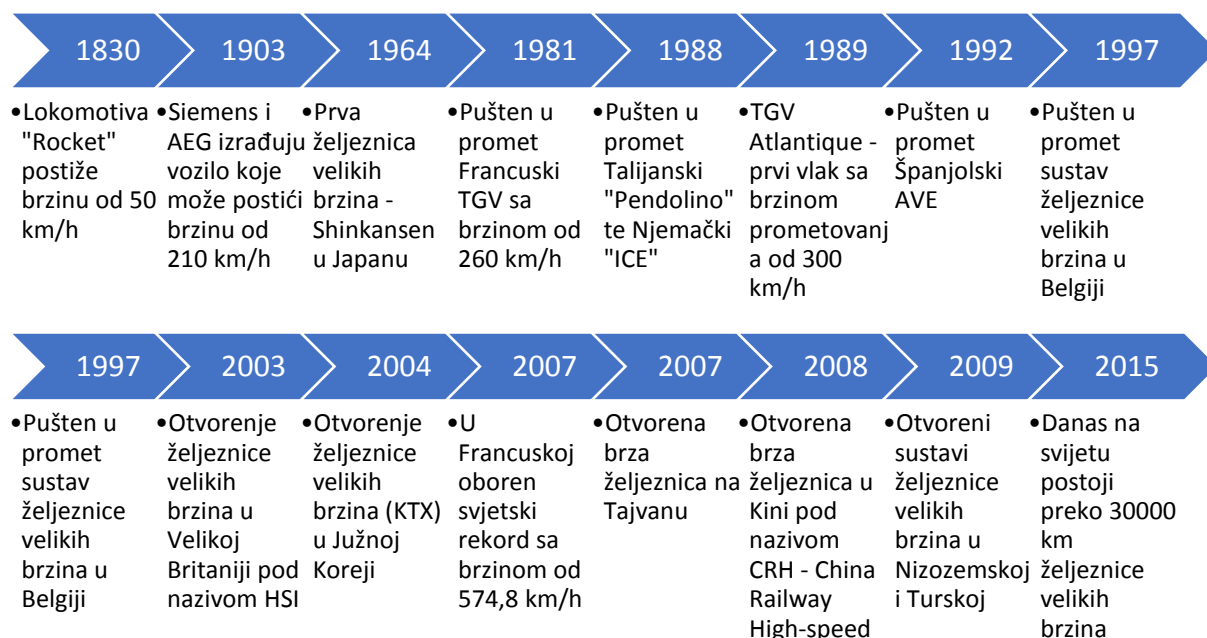 1830
1903
1964
1981
1988
1989
1992
1997
•Lokomotiva
"Rocket"
postiže
brzinu od 50
km/h
•Siemens i
AEG izrađuju
vozilo koje
može postići
brzinu od
210 km/h
•Prva
željeznica
velikih
brzina -
Shinkansen
u Japanu
•Pušten u
promet
Francuski
TGV sa
brzinom od
260 km/h
•Pušten u
promet
Talijanski
"Pendolino"
te Njemački
"ICE"
•TGV
Atlantique -
prvi vlak sa
brzinom
prometovanj
a od 300
km/h
•Pušten u
promet
Španjolski
AVE
•Pušten u
promet
sustav
željeznice
velikih
brzina u
Belgiji
1997
2003
2004
2007
2007
2008
2009
2015
•Pušten u
promet
sustav
željeznice
velikih
brzina u
Belgiji
•Otvorenje
željeznice
velikih
brzina u
Velikoj
Britaniji pod
nazivom HSI
•Otvorenje
željeznice
velikih
brzina (KTX)
u Južnoj
Koreji
•U
Francuskoj
oboren
svjetski
rekord sa
brzinom od
574,8 km/h
•Otvorena
brza
željeznica na
Tajvanu
•Otvorena
brza
željeznica u
Kini pod
nazivom
CRH - China
Railway
High-speed
•Otvoreni
sustavi
željeznice
velikih
brzina u
Nizozemskoj
i Turskoj
•Danas na
svijetu
postoji
preko 30000
km
željeznice
velikih
brzina